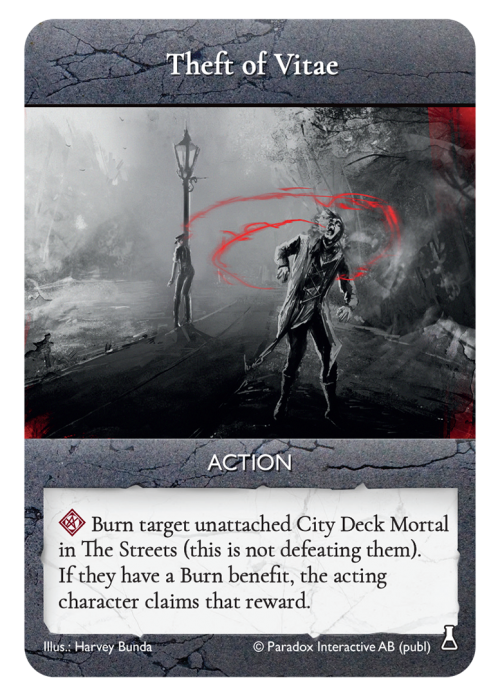 Theft of Vitae
ACTION
Burn target unattached City Deck Mortal
in The Streets (this is not defeating them).
If they have a Burn benefit, the acting
character claims that reward.
Illus.: Harvey Bunda © Paradox Interactive AB (publ)